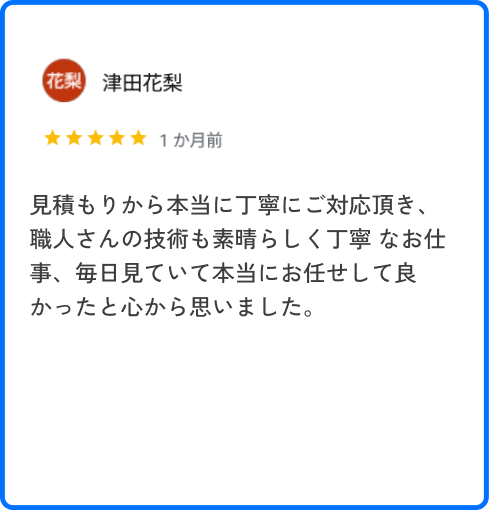 花梨 津田花梨
★★★★★ 1 か月前
見積もりから本当に丁寧にご対応頂き、
職人さんの技術も素晴らしく丁寧 なお仕
事、毎日見ていて本当にお任せして良
かったと心から思いました。